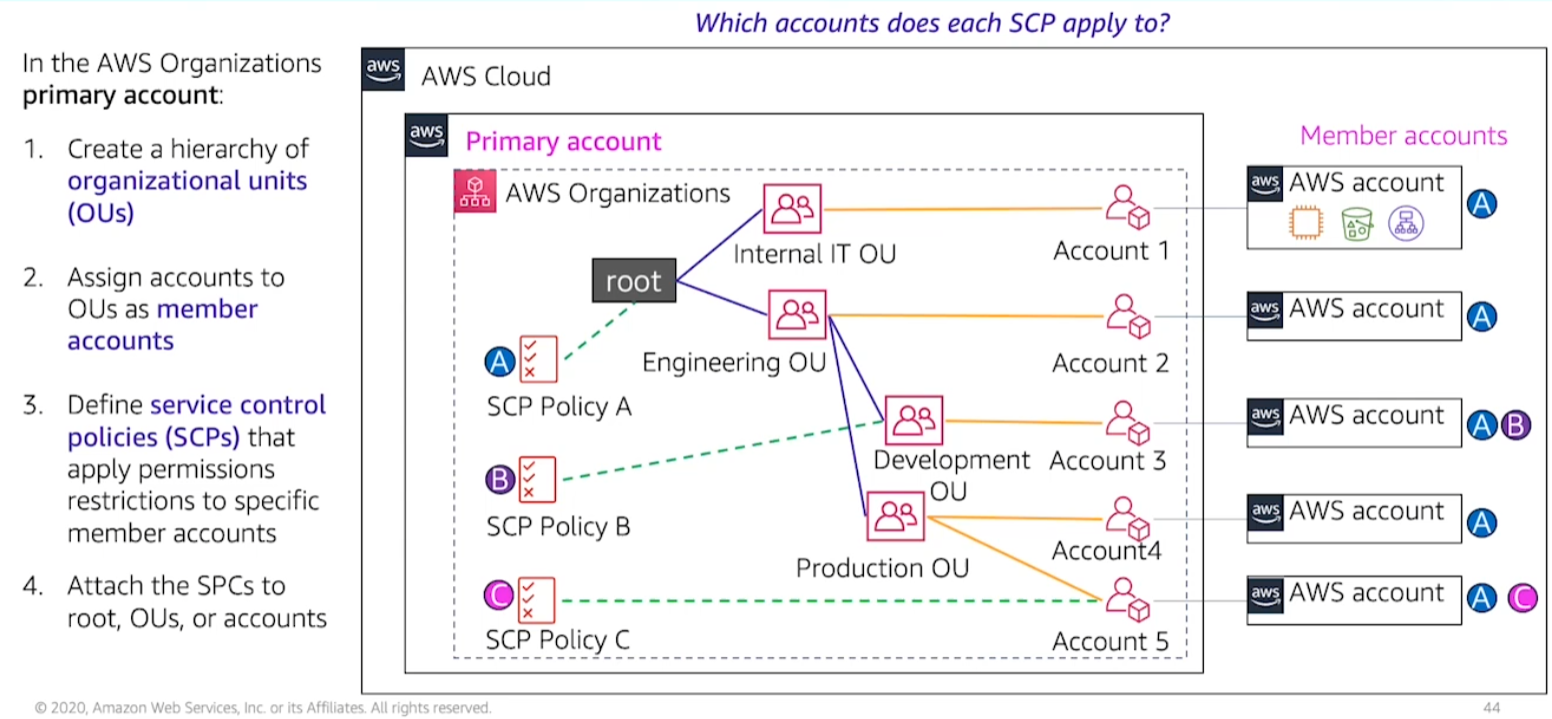 Which accounts does each SCP apply to?
In the AWS Organizations
primary account:
1. Create a hierarchy of
organizational units
(OUs)
2. Assign accounts to
OUs as member
accounts
3. Define service control
policies (SCPs) that
apply permissions
restrictions to specific
member accounts
4. Attach the SPCs to
root, OUs, or accounts
aws AWS Cloud
aws Primary account
AWS Organizations
root
Internal IT OU
Engineering OU
Development
OU
Production OU
A
SCP Policy A
B
SCP Policy B
C
SCP Policy C
Account 1
Account 2
Account 3
Account4
Account 5
Member accounts
aws AWS account A
aws AWS account A
aws AWS account A B
aws AWS account A
aws AWS account A C
© 2020, Amazon Web Services, Inc. or its Affiliates. All rights reserved.
44